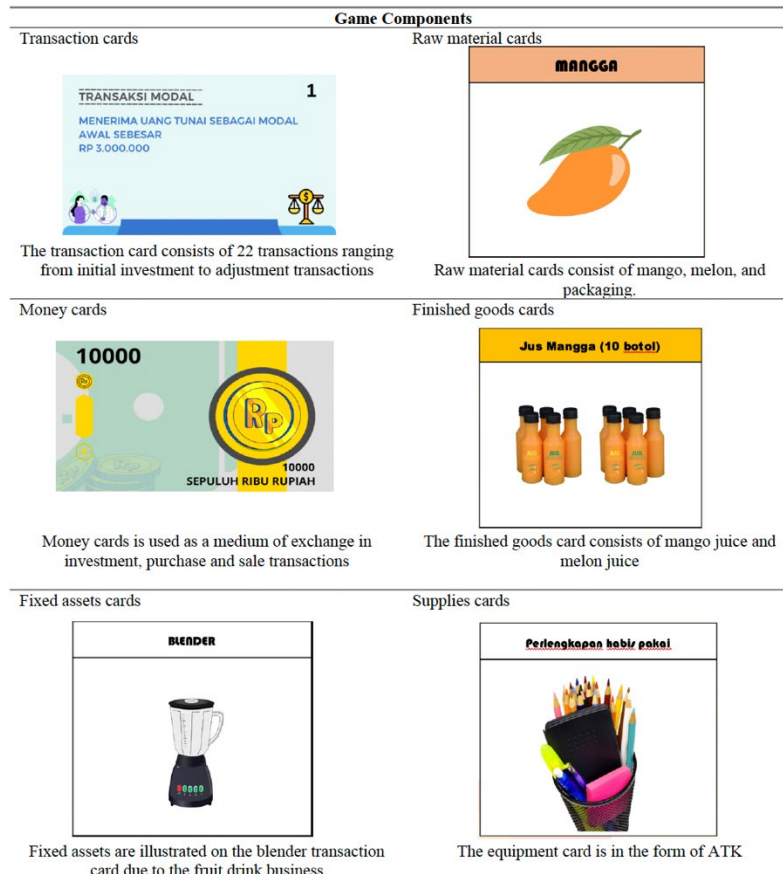 Game Components
Transaction cards
TRANSAKSI MODAL
1
MENERIMA UANG TUNAI SEBAGAI MODAL
AWAL SEBESAR
RP 3.000.000
The transaction card consists of 22 transactions ranging
from initial investment to adjustment transactions
Raw material cards
MANGGA
Raw material cards consist of mango, melon, and
packaging.
Money cards
10000
Rp
10000
SEPULUH RIBU RUPIAH
Money cards is used as a medium of exchange in
investment, purchase and sale transactions
Finished goods cards
Jus Mangga (10 botol)
JUS
JUS
The finished goods card consists of mango juice and
melon juice
Fixed assets cards
BLENDER
Fixed assets are illustrated on the blender transaction
card due to the fruit drink business
Supplies cards
Perlengkapan habis pakai
The equipment card is in the form of ATK